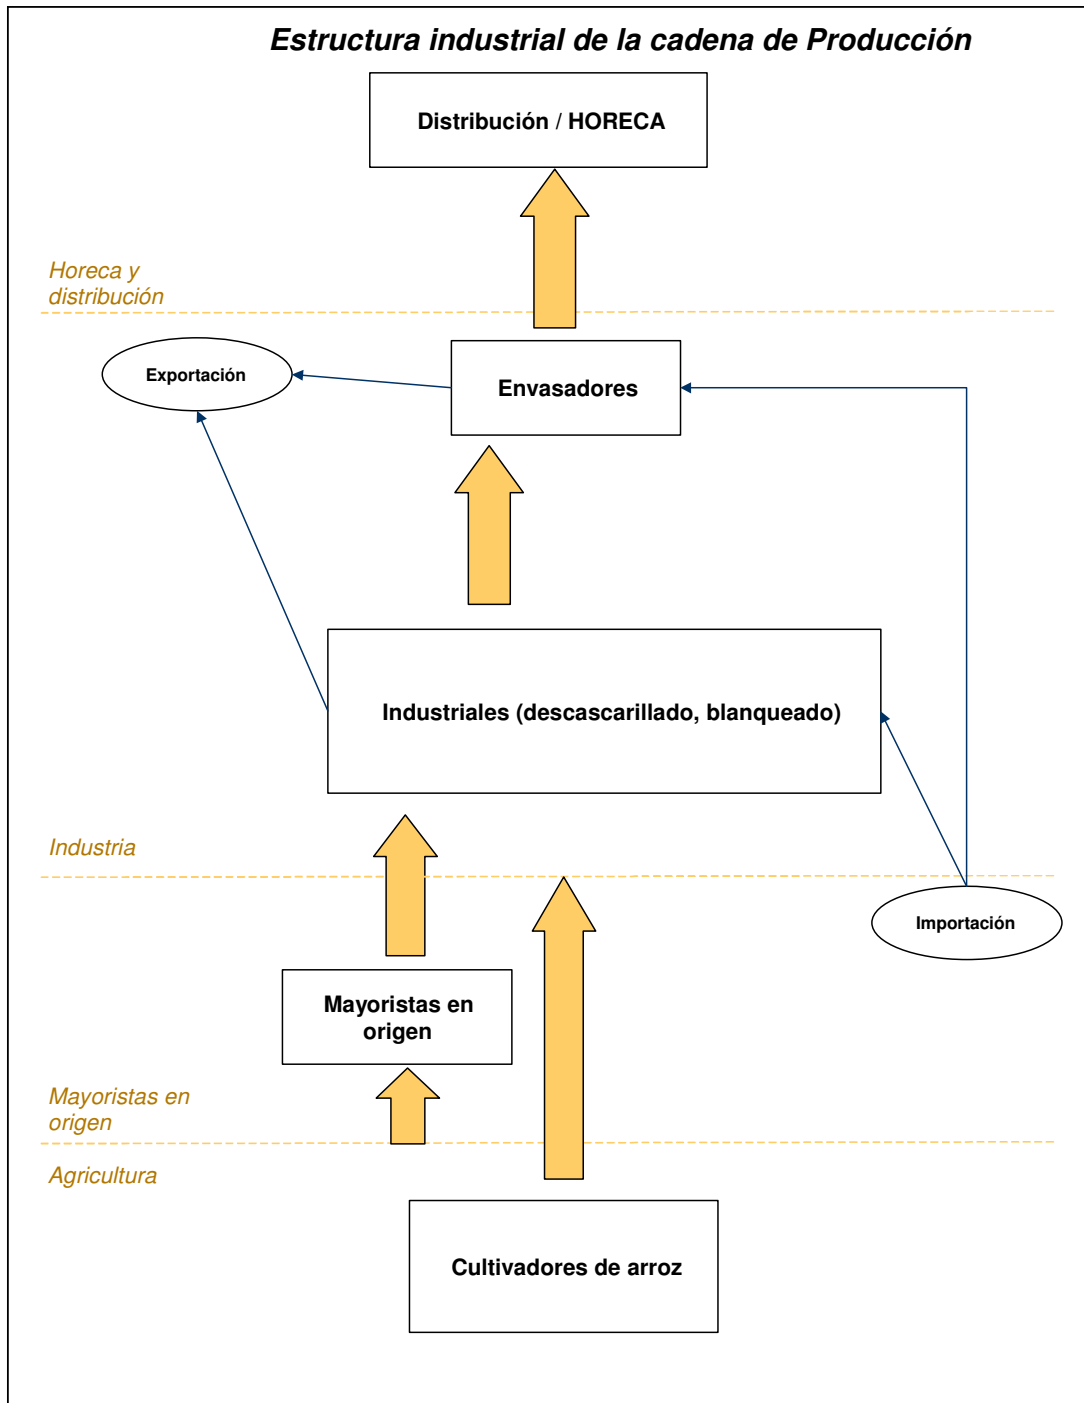 Estructura industrial de la cadena de Producción
Distribución / HORECA
Horeca y
distribución
Exportación
Envasadores
Industriales (descascarillado, blanqueado)
Industria
Importación
Mayoristas en
origen
Mayoristas en
origen
Agricultura
Cultivadores de arroz